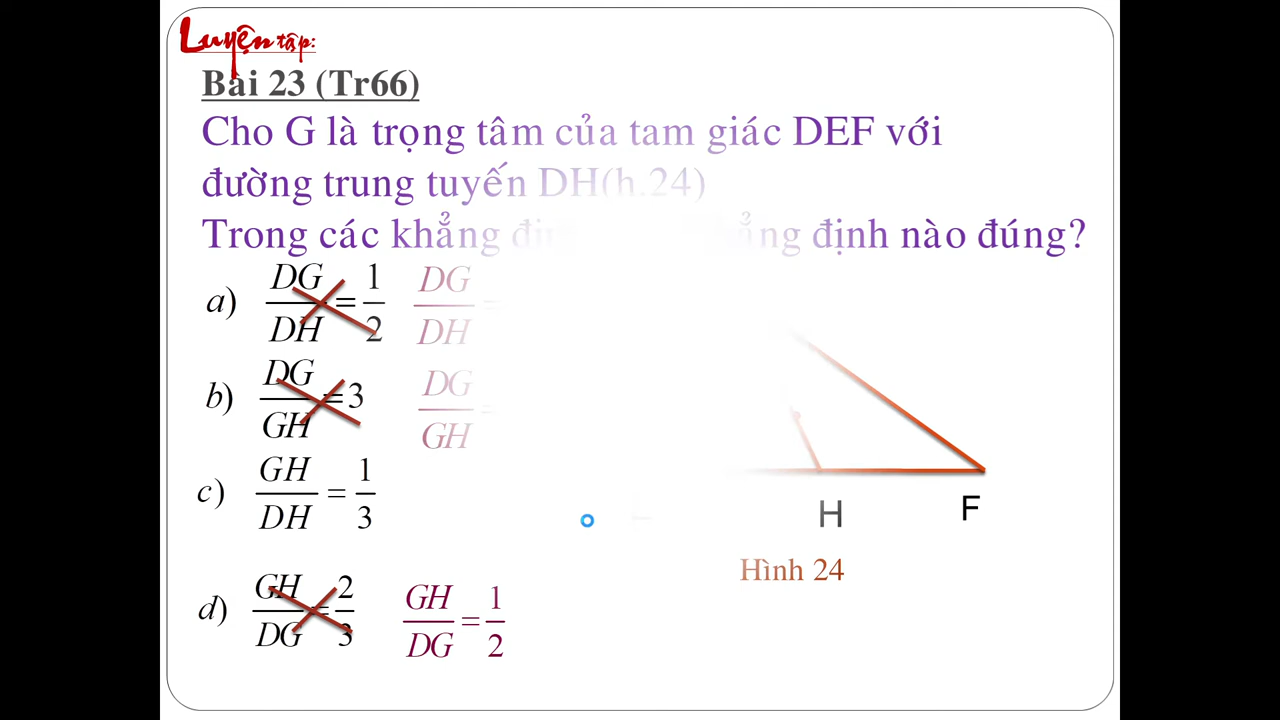 Luyện tập:
Bài 23 (Tr66)
Cho G là trọng tâm của tam giác DEF với
đường trung tuyến DH(h.24)
Trong các khẳng định nào đúng?
a) DG/DH = 1/2 DG/DH =
b) DG/GH = 3 DG/GH =
c) GH/DH = 1/3
d) GH/DG = 2/3 GH/DG = 1/2
H F
Hình 24